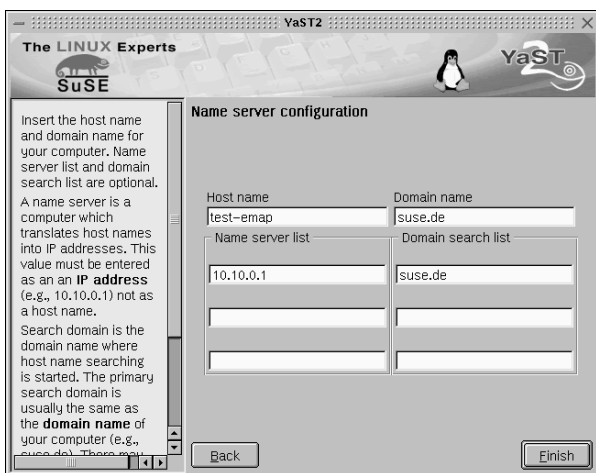 YaST2
The LINUX Experts
SuSE
YaST
2
Insert the host name
and domain name for
your computer. Name
server list and domain
search list are optional.
A name server is a
computer which
translates host names
into IP addresses. This
value must be entered
as an an IP address
(e.g., 10.10.0.1) not as
a host name.
Search domain is the
domain name where
host name searching
is started. The primary
search domain is
usually the same as
the domain name of
your computer (e.g.,
suse.de). There may
Name server configuration
Host name
test-emap
Domain name
suse.de
Name server list
10.10.0.1
Domain search list
suse.de
Back
Finish